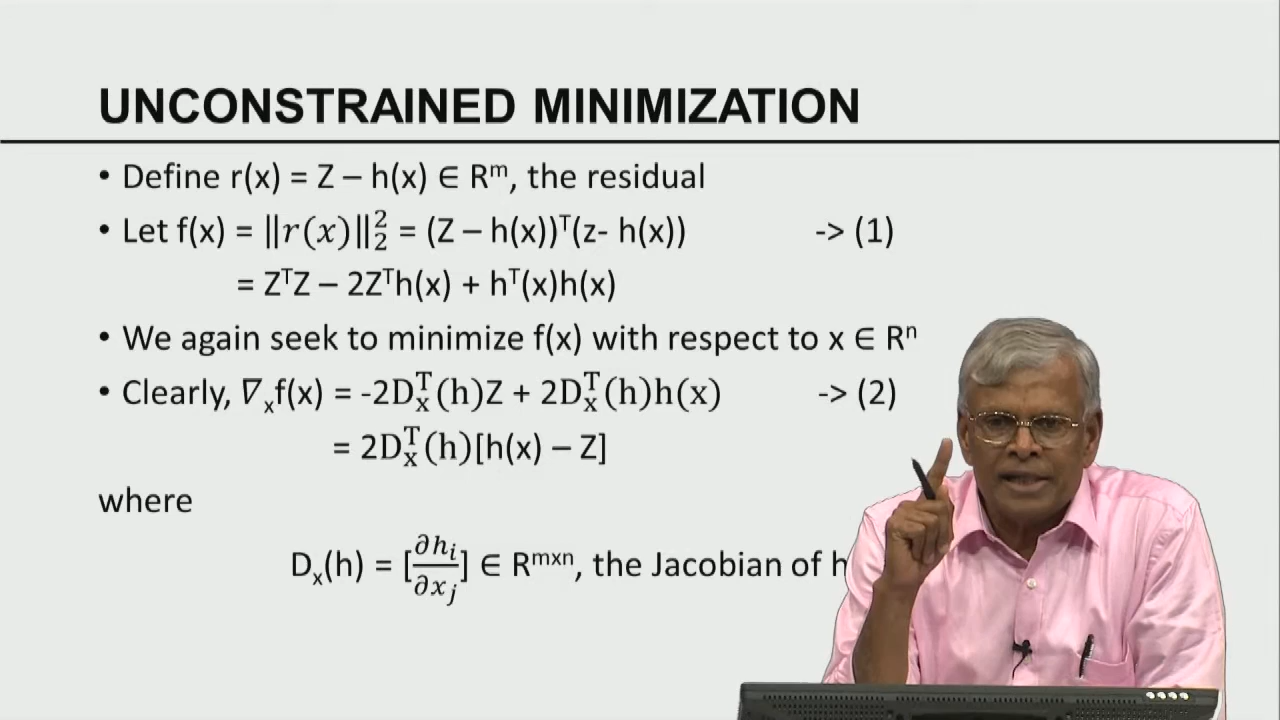 UNCONSTRAINED MINIMIZATION
• Define r(x) = Z – h(x) ∈ Rᵐ, the residual
• Let f(x) = ‖r(x)‖₂² = (Z – h(x))ᵀ(z- h(x)) -> (1)
= ZᵀZ – 2Zᵀh(x) + hᵀ(x)h(x)
• We again seek to minimize f(x) with respect to x ∈ Rⁿ
• Clearly, ∇ₓf(x) = -2Dₓᵀ(h)Z + 2Dₓᵀ(h)h(x) -> (2)
= 2Dₓᵀ(h)[h(x) – Z]
where
Dₓ(h) = [∂hᵢ/∂xⱼ] ∈ Rᵐˣⁿ, the Jacobian of h